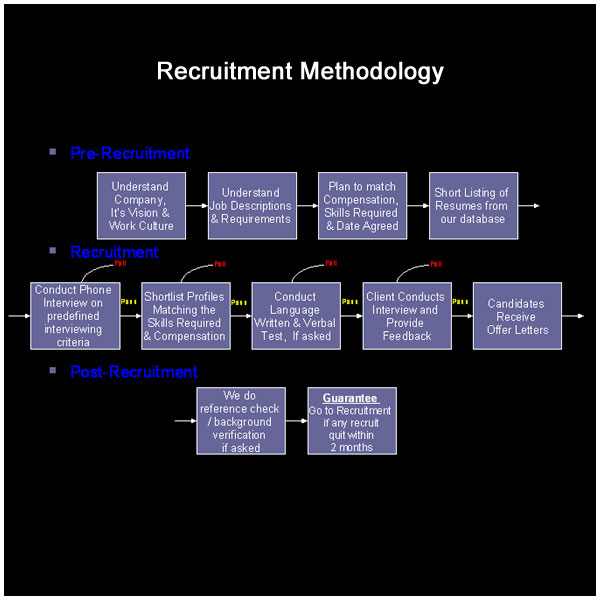 Recruitment Methodology
Pre-Recruitment
Understand
Company,
It's Vision &
Work Culture
Understand
Job Descriptions
& Requirements
Plan to match
Compensation,
Skills Required
& Date Agreed
Short Listing of
Resumes from
our database
Recruitment
Fail
Fail
Fail
Fail
Conduct Phone
Interview on
predefined
interviewing
criteria
Pass
Shortlist Profiles
Matching the
Skills Required
& Compensation
Pass
Conduct
Language
Written & Verbal
Test, If asked
Pass
Client Conducts
Interview and
Provide
Feedback
Pass
Candidates
Receive
Offer Letters
Post-Recruitment
We do
reference check
/ background
verification
if asked
Guarantee
Go to Recruitment
if any recruit
quit within
2 months